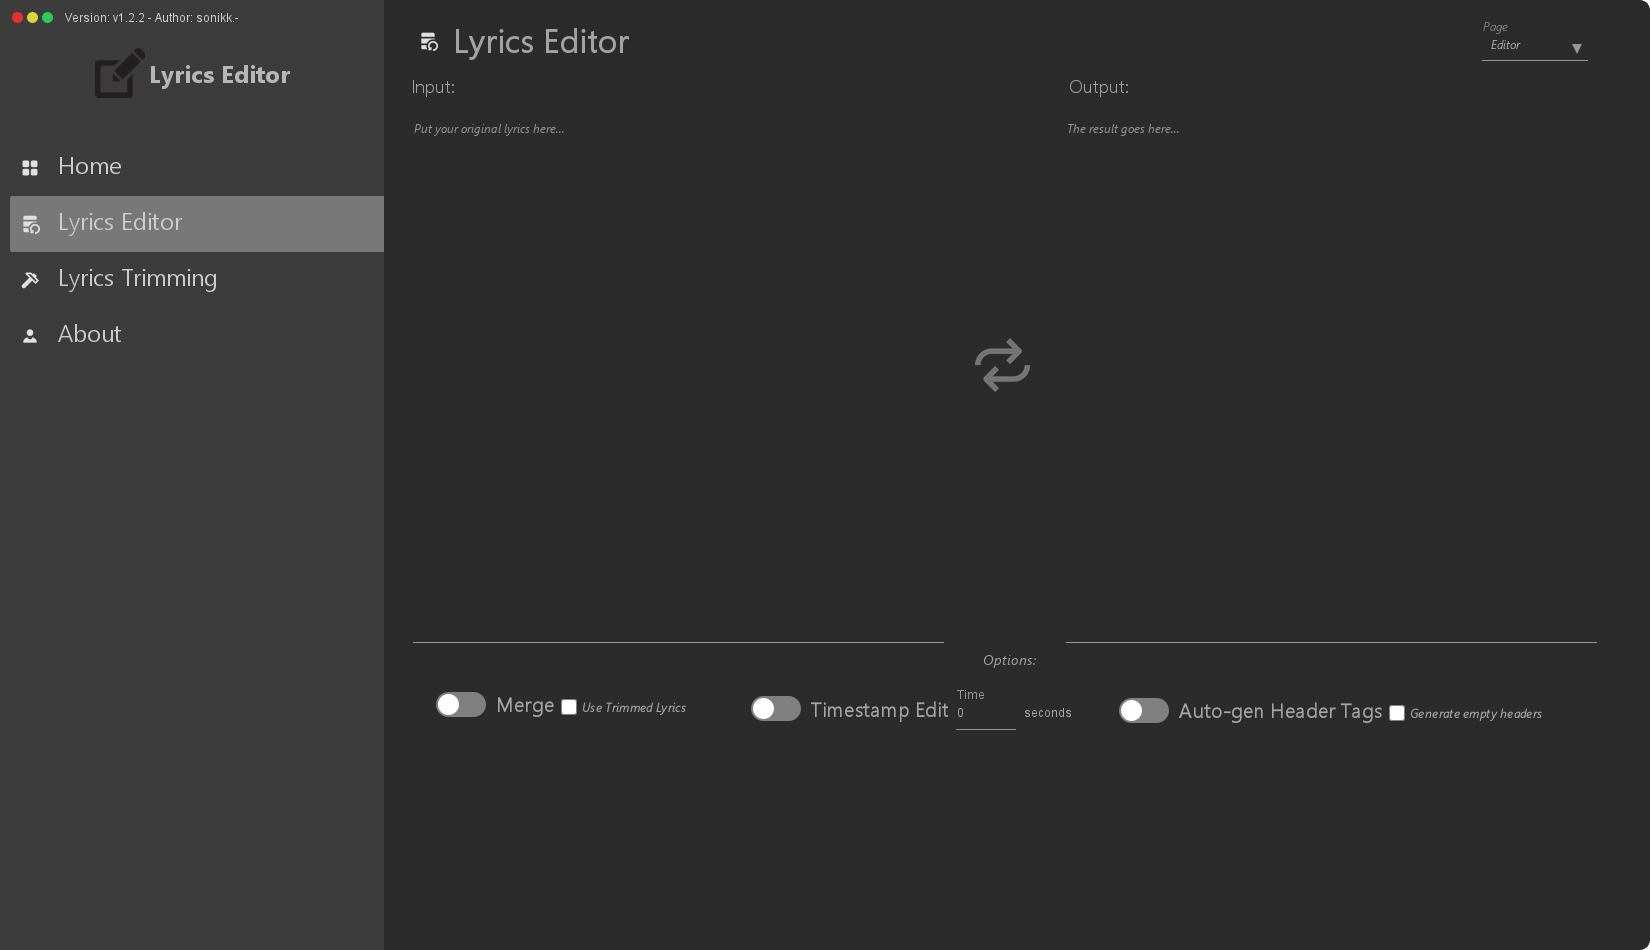 Version: v1.2.2 - Author: sonikk.-
Lyrics Editor
Home
Lyrics Editor
Lyrics Trimming
About
Lyrics Editor
Page
Editor
Input:
Output:
Put your original lyrics here...
The result goes here...
Options:
Merge Use Trimmed Lyrics
Timestamp Edit
Time
0 seconds
Auto-gen Header Tags Generate empty headers